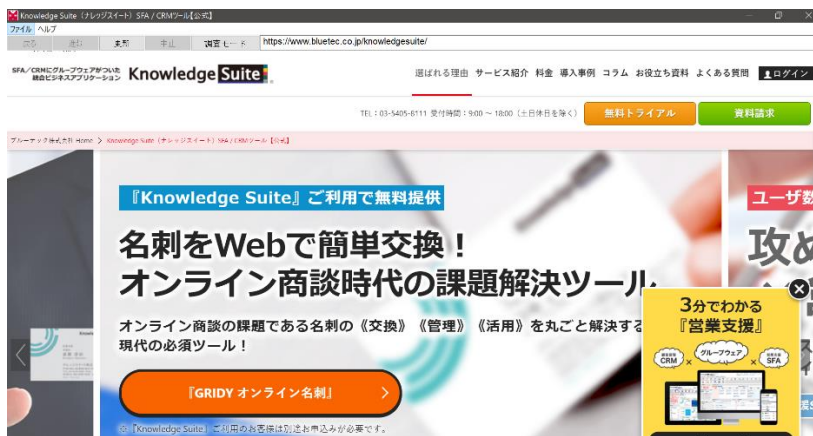 Knowledge Suite（ナレッジスイート）SFA / CRMツール【公式】
ファイル ヘルプ
戻る 進む 更新 中止 調査モード https://www.bluetec.co.jp/knowledgesuite/
SFA／CRMにグループウェアがついた
統合ビジネスアプリケーション Knowledge Suite
選ばれる理由 サービス紹介 料金 導入事例 コラム お役立ち資料 よくある質問 ログイン
TEL：03-5405-8111 受付時間：9:00 ～ 18:00（土日休日を除く） 無料トライアル 資料請求
ブルーテック株式会社 Home > Knowledge Suite（ナレッジスイート）SFA / CRMツール【公式】
『Knowledge Suite』ご利用で無料提供
名刺をWebで簡単交換！
オンライン商談時代の課題解決ツール
オンライン商談の課題である名刺の《交換》《管理》《活用》を丸ごと解決する
現代の必須ツール！
『GRIDY オンライン名刺』
※『Knowledge Suite』ご利用のお客様は別途お申込みが必要です。
ユーザ数
攻め
3分でわかる
『営業支援』
CRM × グループウェア × SFA